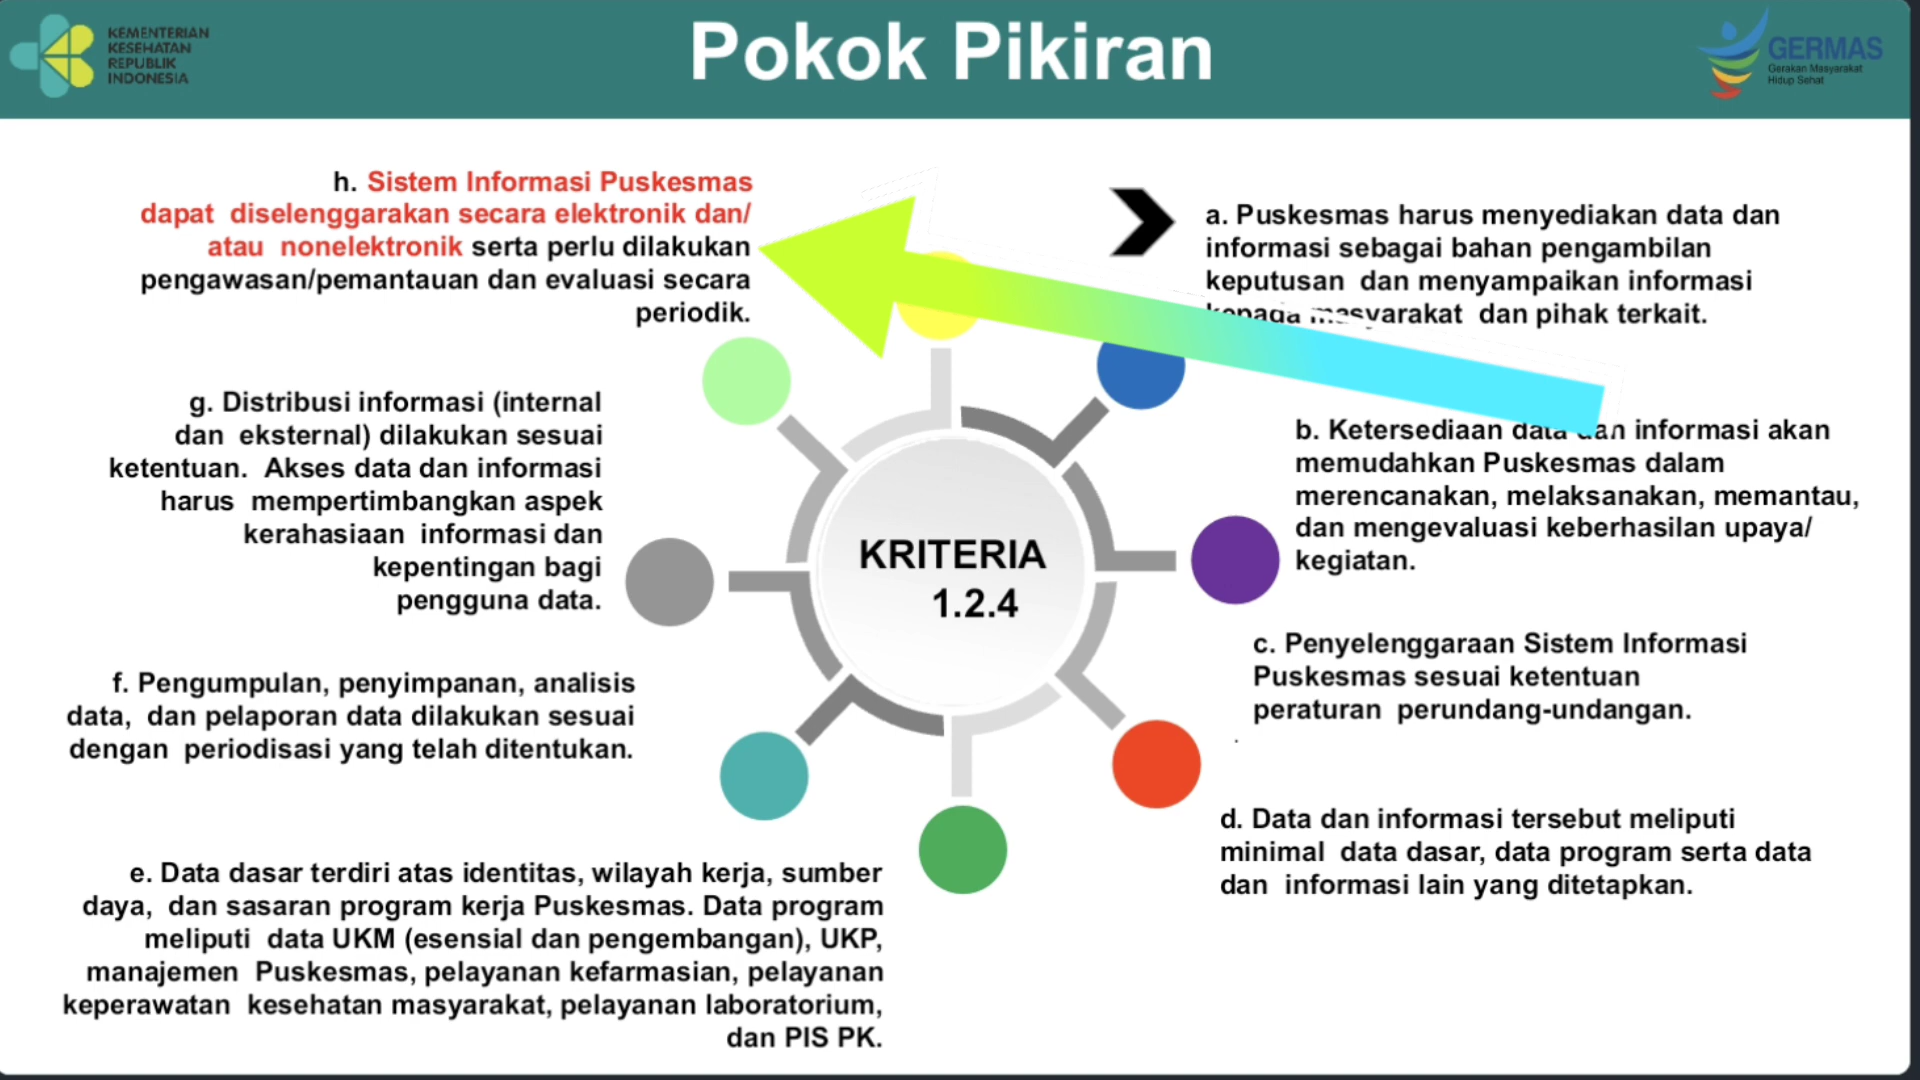 KEMENTERIAN
KESEHATAN
REPUBLIK
INDONESIA
Pokok Pikiran
GERMAS
Gerakan Masyarakat
Hidup Sehat
a. Puskesmas harus menyediakan data dan
informasi sebagai bahan pengambilan
keputusan dan menyampaikan informasi
kepada masyarakat dan pihak terkait.
b. Ketersediaan data dan informasi akan
memudahkan Puskesmas dalam
merencanakan, melaksanakan, memantau,
dan mengevaluasi keberhasilan upaya/
kegiatan.
c. Penyelenggaraan Sistem Informasi
Puskesmas sesuai ketentuan
peraturan perundang-undangan.
.
d. Data dan informasi tersebut meliputi
minimal data dasar, data program serta data
dan informasi lain yang ditetapkan.
e. Data dasar terdiri atas identitas, wilayah kerja, sumber
daya, dan sasaran program kerja Puskesmas. Data program
meliputi data UKM (esensial dan pengembangan), UKP,
manajemen Puskesmas, pelayanan kefarmasian, pelayanan
keperawatan kesehatan masyarakat, pelayanan laboratorium,
dan PIS PK.
f. Pengumpulan, penyimpanan, analisis
data, dan pelaporan data dilakukan sesuai
dengan periodisasi yang telah ditentukan.
g. Distribusi informasi (internal
dan eksternal) dilakukan sesuai
ketentuan. Akses data dan informasi
harus mempertimbangkan aspek
kerahasiaan informasi dan
kepentingan bagi
pengguna data.
h. Sistem Informasi Puskesmas
dapat diselenggarakan secara elektronik dan/
atau nonelektronik serta perlu dilakukan
pengawasan/pemantauan dan evaluasi secara
periodik.
KRITERIA
1.2.4